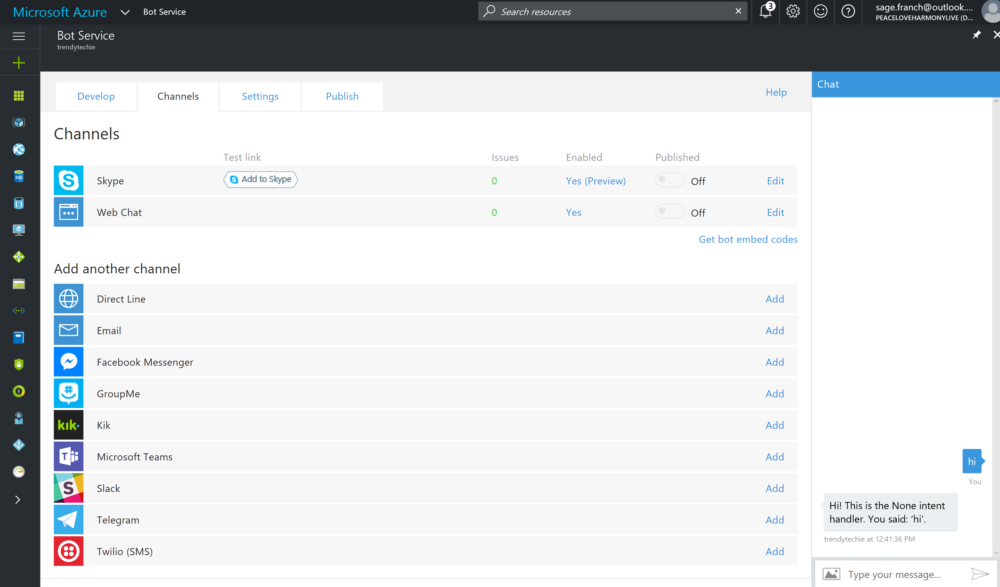 Microsoft Azure
Bot Service
Search resources
3
sage.franch@outlook....
PEACELOVEHARMONYLIVE (D...
Bot Service
trendytechie
Develop
Channels
Settings
Publish
Help
Chat
Channels
Test link
Issues
Enabled
Published
S
Skype
S Add to Skype
0
Yes (Preview)
Off
Edit
Web Chat
0
Yes
Off
Edit
Get bot embed codes
Add another channel
Direct Line
Add
Email
Add
Facebook Messenger
Add
#
GroupMe
Add
kik
Kik
Add
T
Microsoft Teams
Add
S
Slack
Add
Telegram
Add
Twilio (SMS)
Add
SQL
{ }
$
hi
You
Hi! This is the None intent
handler. You said: ‘hi’.
trendytechie at 12:41:36 PM
Type your message...